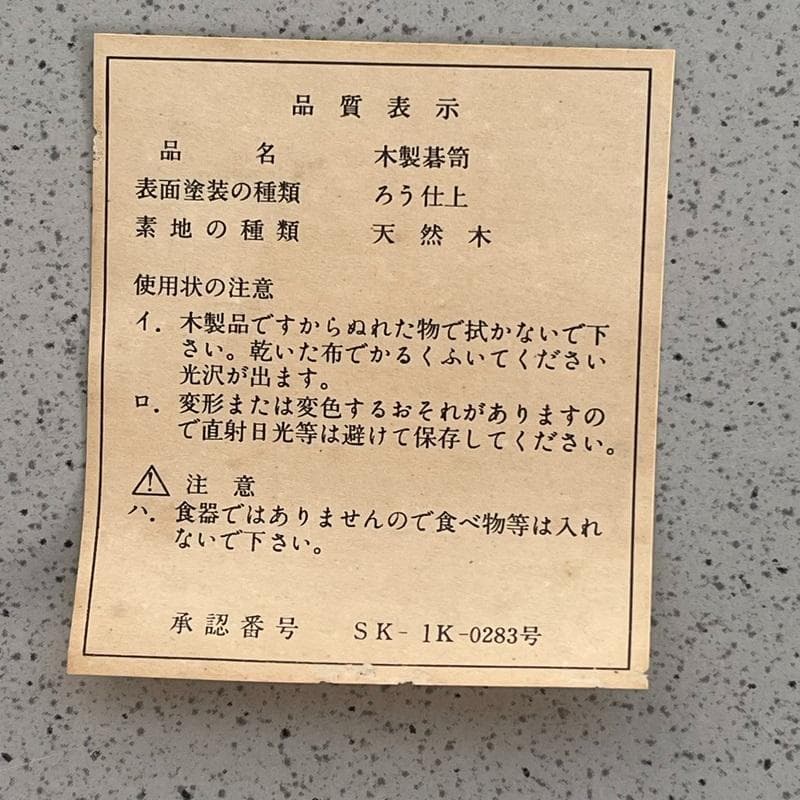 品質表示
品名 木製碁笥
表面塗装の種類 ろう仕上
素地の種類 天然木
使用状の注意
イ. 木製品ですからぬれた物で拭かないで下
さい。乾いた布でかるくふいてください
光沢が出ます。
ロ. 変形または変色するおそれがありますの
で直射日光等は避けて保存してください。
⚠ 注意
ハ. 食器ではありませんので食べ物等は入れ
ないで下さい。
承認番号 SK-1K-0283号